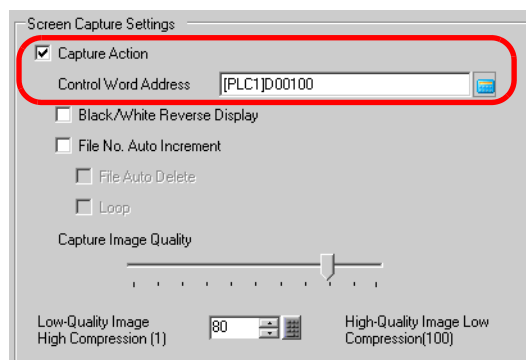 Screen Capture Settings
Capture Action
Control Word Address [PLC1]D00100
Black/White Reverse Display
File No. Auto Increment
File Auto Delete
Loop
Capture Image Quality
Low-Quality Image 80 High-Quality Image Low
High Compression (1) Compression(100)